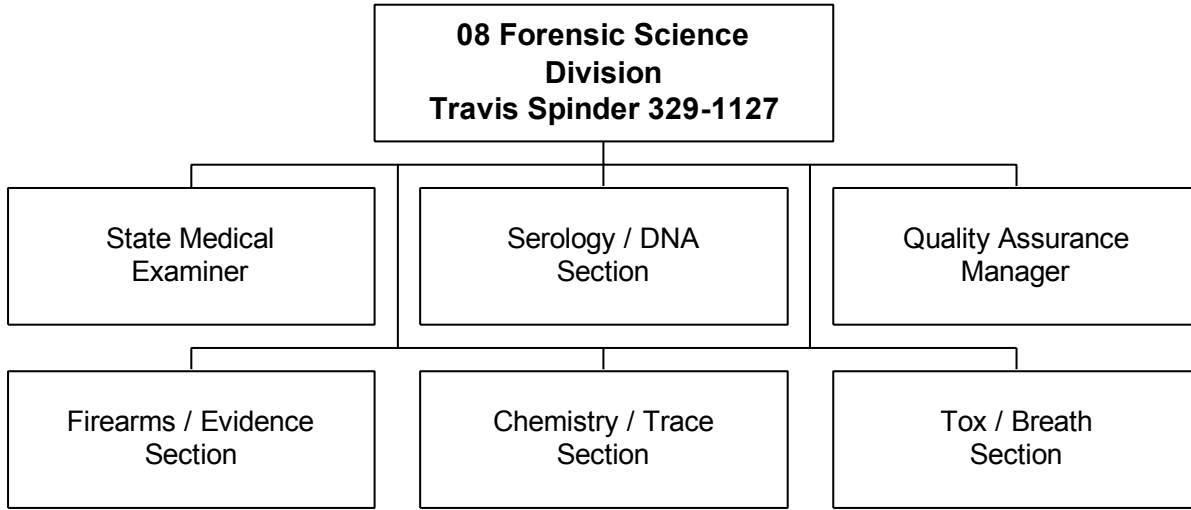 08 Forensic Science
Division
Travis Spinder 329-1127
State Medical
Examiner
Serology / DNA
Section
Quality Assurance
Manager
Firearms / Evidence
Section
Chemistry / Trace
Section
Tox / Breath
Section